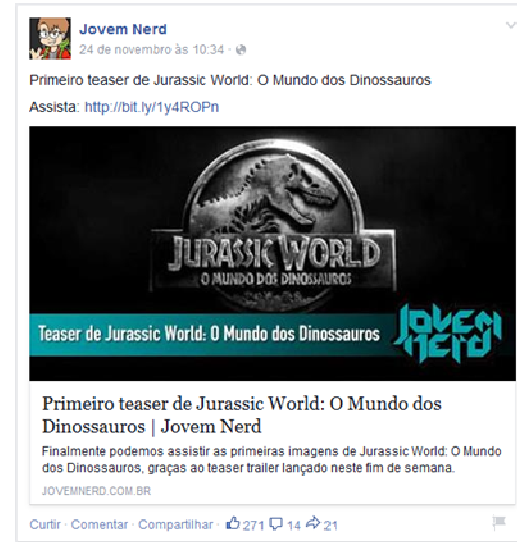 Jovem Nerd
24 de novembro às 10:34 ·
Primeiro teaser de Jurassic World: O Mundo dos Dinossauros
Assista: http://bit.ly/1y4ROPn
JURASSIC WORLD
O MUNDO DOS DINOSSAUROS
Teaser de Jurassic World: O Mundo dos Dinossauros
JOVEM
NERD
Primeiro teaser de Jurassic World: O Mundo dos
Dinossauros | Jovem Nerd
Finalmente podemos assistir as primeiras imagens de Jurassic World: O Mundo
dos Dinossauros, graças ao teaser trailer lançado neste fim de semana.
JOVEMNERD.COM.BR
Curtir · Comentar · Compartilhar · 271 14 21